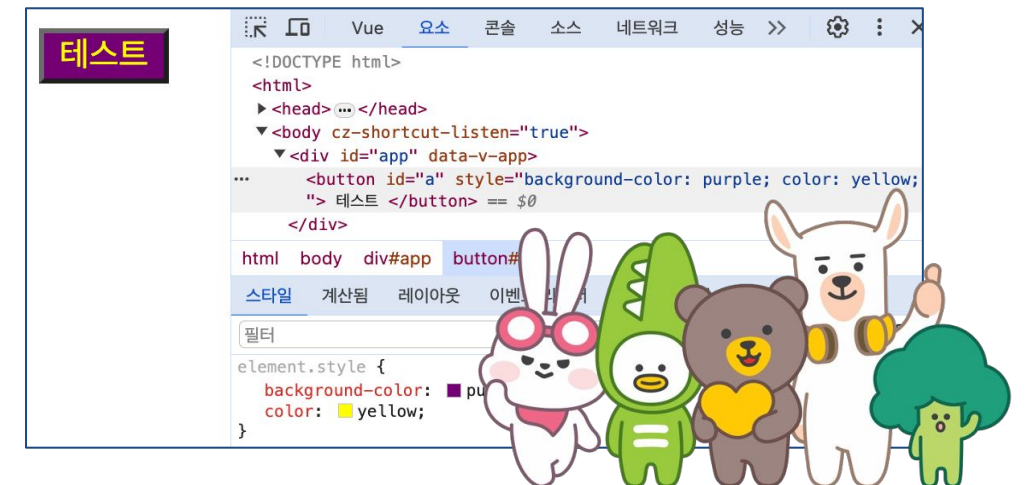 테스트
Vue 요소 콘솔 소스 네트워크 성능
<!DOCTYPE html>
<html>
<head> ••• </head>
<body cz-shortcut-listen="true">
<div id="app" data-v-app>
••• <button id="a" style="background-color: purple; color: yellow;
"> 테스트 </button> == $0
</div>
html body div#app button#
스타일 계산됨 레이아웃
필터
element.style {
background-color:
color: yellow;
}